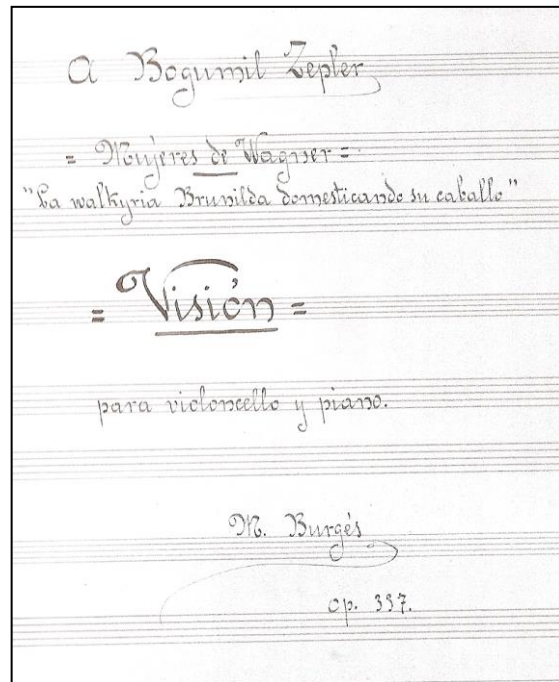 A Bogumil Zepler
= Mujeres de Wagner =
"La walkyria Brunilda domesticando su caballo"
= Visión =
para violoncello y piano.
M. Burgés
op. 337.